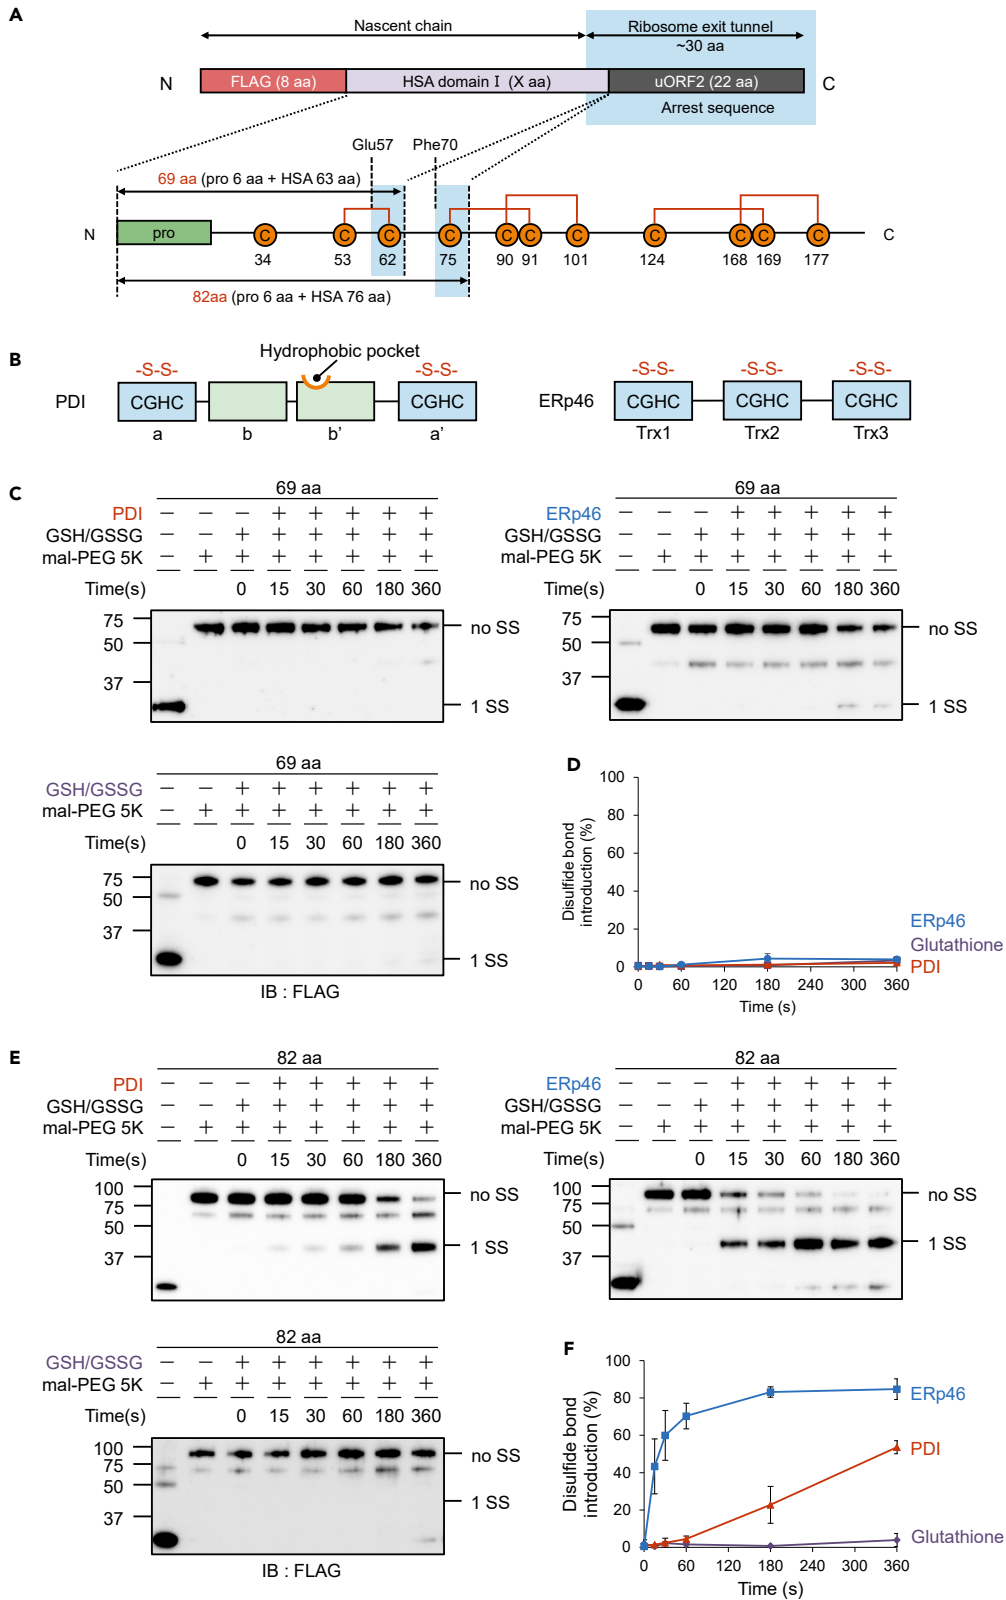 A
Nascent chain
Ribosome exit tunnel
~30 aa
N
FLAG (8 aa)
HSA domain I (X aa)
uORF2 (22 aa)
C
Arrest sequence
Glu57
Phe70
69 aa (pro 6 aa + HSA 63 aa)
N
pro
C C C C C C C C C C C
C
34 53 62 75 90 91 101 124 168 169 177
82aa (pro 6 aa + HSA 76 aa)
B
Hydrophobic pocket
-S-S- -S-S- -S-S- -S-S- -S-S-
PDI CGHC CGHC ERp46 CGHC CGHC CGHC
a b b' a' Trx1 Trx2 Trx3
C
69 aa
PDI – – – + + + + +
GSH/GSSG – – + + + + + +
mal-PEG 5K – + + + + + + +
Time(s) 0 15 30 60 180 360
75
50
37
no SS
1 SS
69 aa
ERp46 – – – + + + + +
GSH/GSSG – – + + + + + +
mal-PEG 5K – + + + + + + +
Time(s) 0 15 30 60 180 360
75
50
37
no SS
1 SS
69 aa
GSH/GSSG – – + + + + + +
mal-PEG 5K – + + + + + + +
Time(s) 0 15 30 60 180 360
75
50
37
no SS
1 SS
IB : FLAG
D
Disulfide bond
introduction (%)
100
80
60
40
20
0
0 60 120 180 240 300 360
Time (s)
ERp46
Glutathione
PDI
E
82 aa
PDI – – – + + + + +
GSH/GSSG – – + + + + + +
mal-PEG 5K – + + + + + + +
Time(s) 0 15 30 60 180 360
100
75
50
37
no SS
1 SS
82 aa
ERp46 – – – + + + + +
GSH/GSSG – – + + + + + +
mal-PEG 5K – + + + + + + +
Time(s) 0 15 30 60 180 360
100
75
50
37
no SS
1 SS
82 aa
GSH/GSSG – – + + + + + +
mal-PEG 5K – + + + + + + +
Time(s) 0 15 30 60 180 360
100
75
50
37
no SS
1 SS
IB : FLAG
F
Disulfide bond
introduction (%)
100
80
60
40
20
0
0 60 120 180 240 300 360
Time (s)
ERp46
PDI
Glutathione